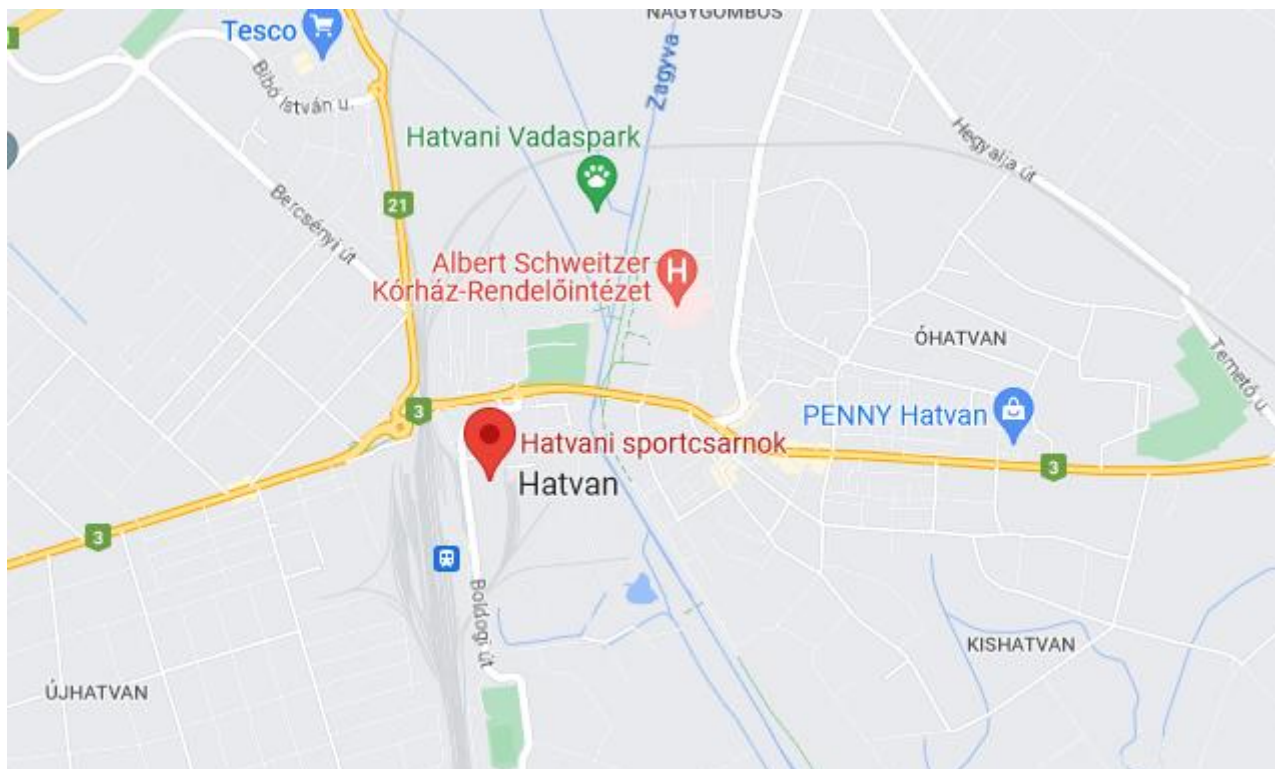 NAGYGOMBOS
Tesco
Zagyva
Bibó István u.
Hatvani Vadaspark
Hegyalja út
21
Bercsényi út
Albert Schweitzer
Kórház-Rendelőintézet
H
ÓHATVAN
Temető u.
3
PENNY Hatvan
Hatvani sportcsarnok
3
Hatvan
3
Boldogi út
KISHATVAN
ÚJHATVAN